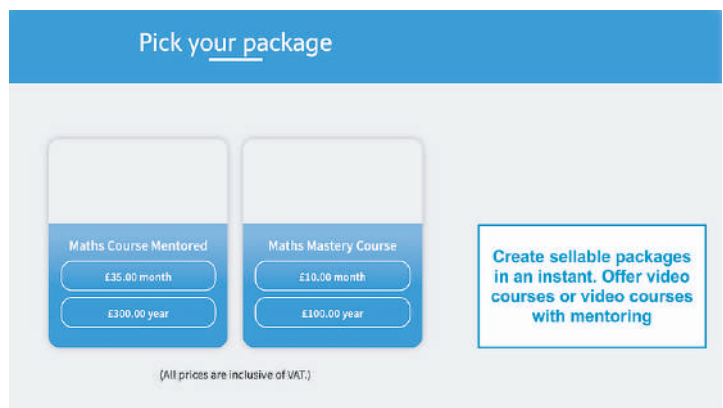 Pick your package
Maths Course Mentored
£35.00 month
£300.00 year
Maths Mastery Course
£10.00 month
£100.00 year
(All prices are inclusive of VAT.)
Create sellable packages
in an instant. Offer video
courses or video courses
with mentoring